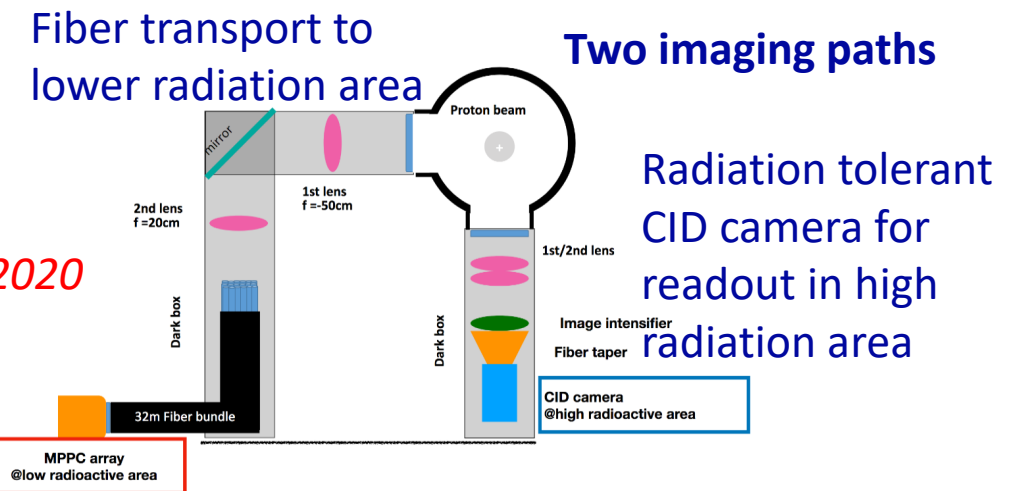 Fiber transport to
lower radiation area
Two imaging paths
Proton beam
mirror
1st lens
f =-50cm
2nd lens
f =20cm
2020
Dark box
32m Fiber bundle
MPPC array
@low radioactive area
Radiation tolerant
CID camera for
readout in high
radiation area
1st/2nd lens
Image intensifier
Fiber taper
Dark box
CID camera
@high radioactive area